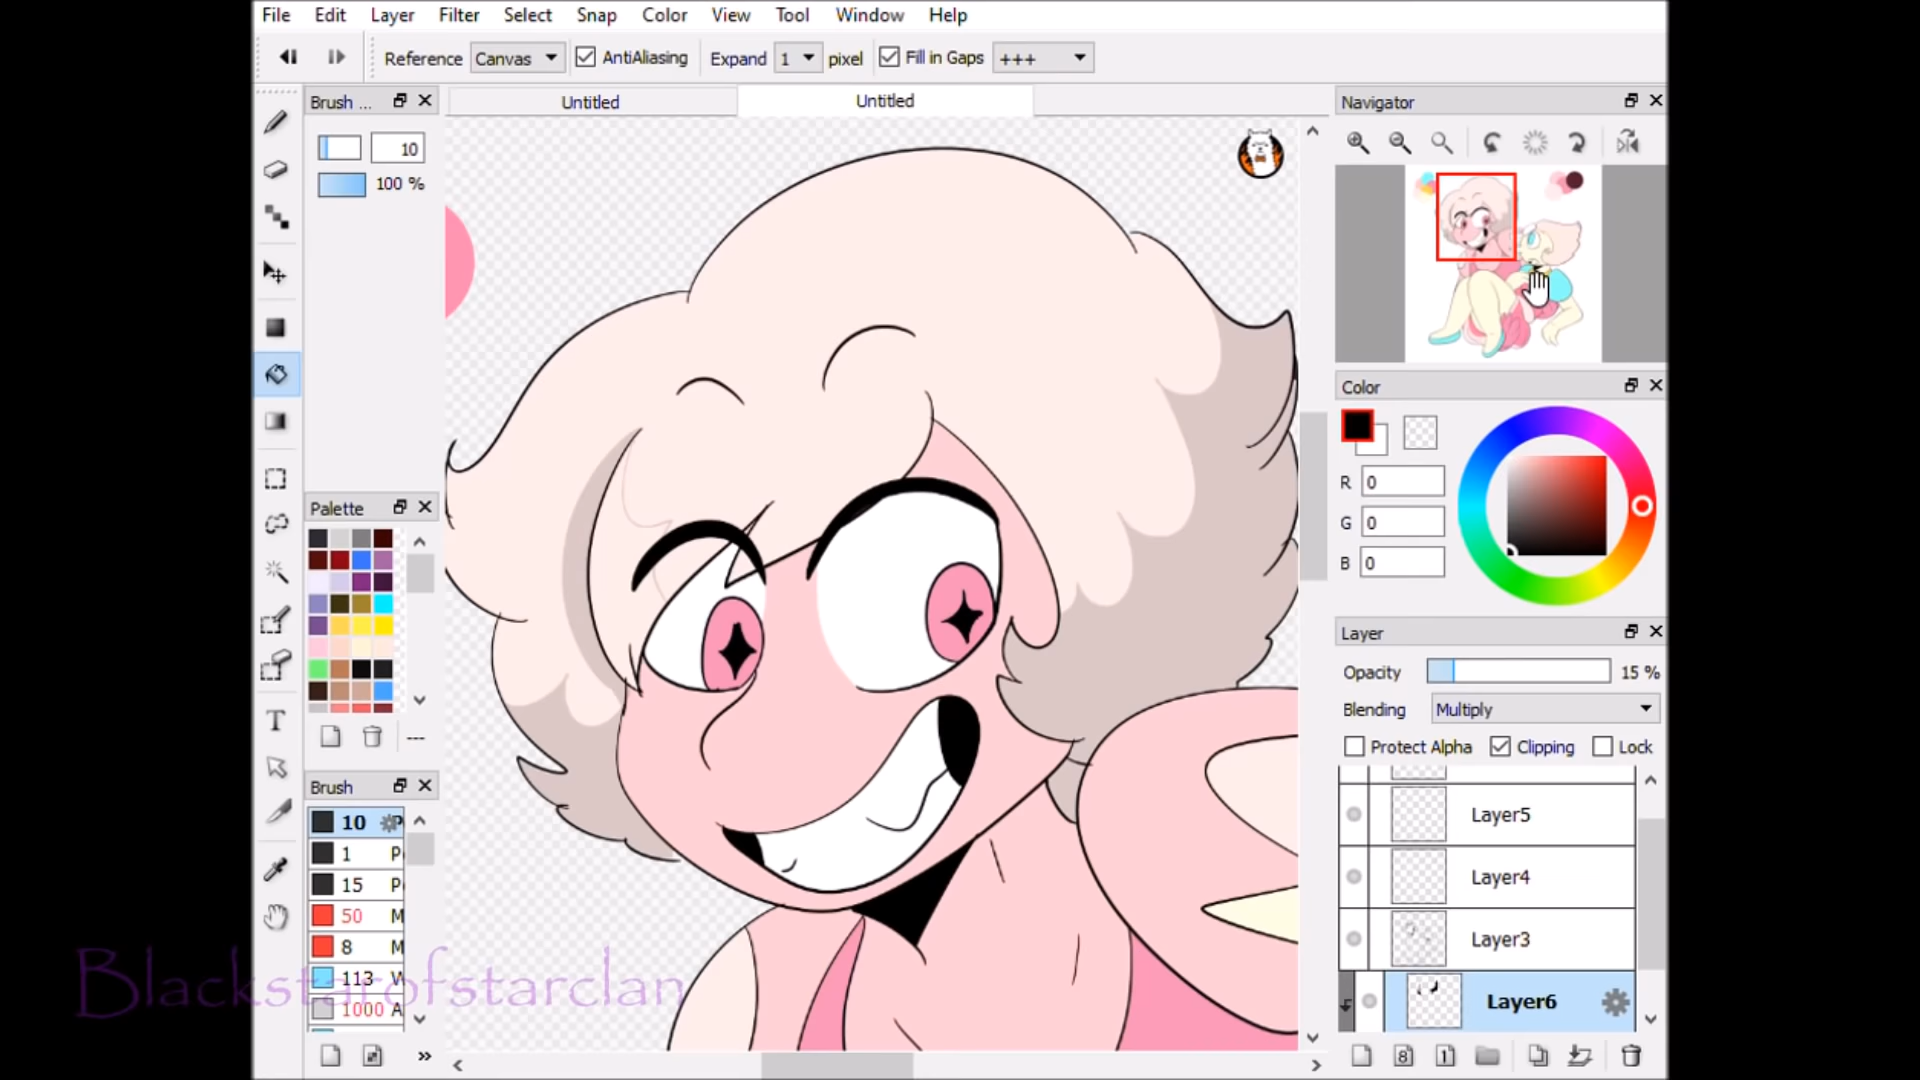 File Edit Layer Filter Select Snap Color View Tool Window Help
Reference Canvas AntiAliasing Expand 1 pixel Fill in Gaps +++
Brush ...
Untitled
Untitled
Navigator
10
100 %
Color
R 0
G 0
B 0
Palette
---
Layer
Opacity 15 %
Blending Multiply
Protect Alpha Clipping Lock
Layer5
Layer4
Layer3
Layer6
Brush
10
1
15
50 M
8 M
113
1000 A
T
8
1
Blackstarofstarclan